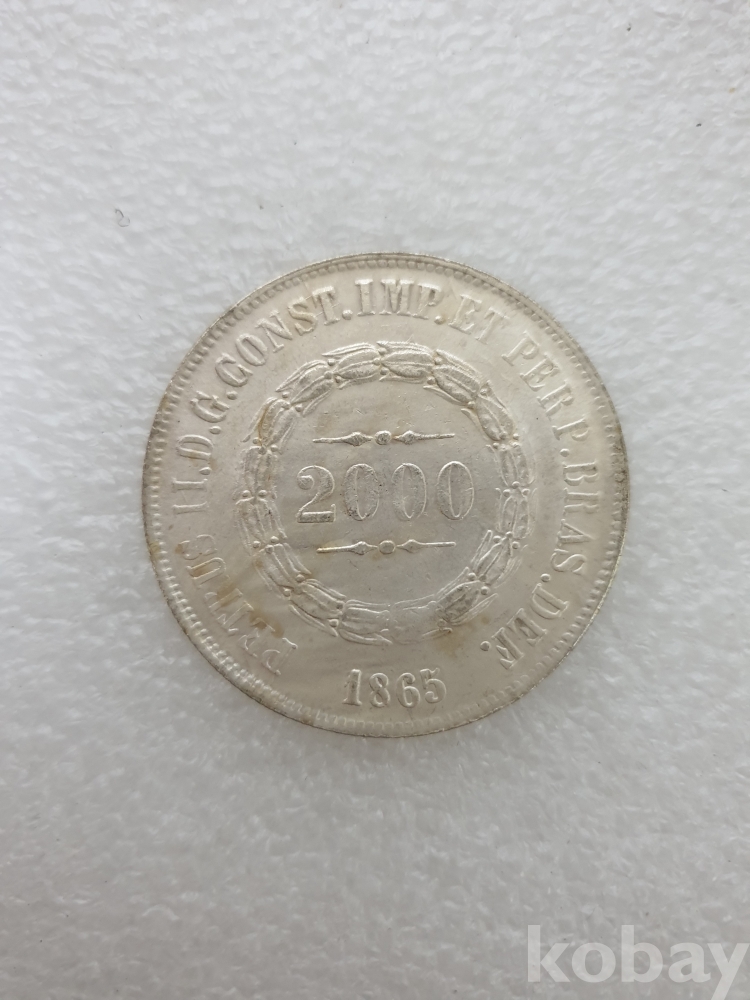 PETRUS II.D.G.CONST.IMP.ET PERP.BRAS.DEF.
2000
1865
kobay